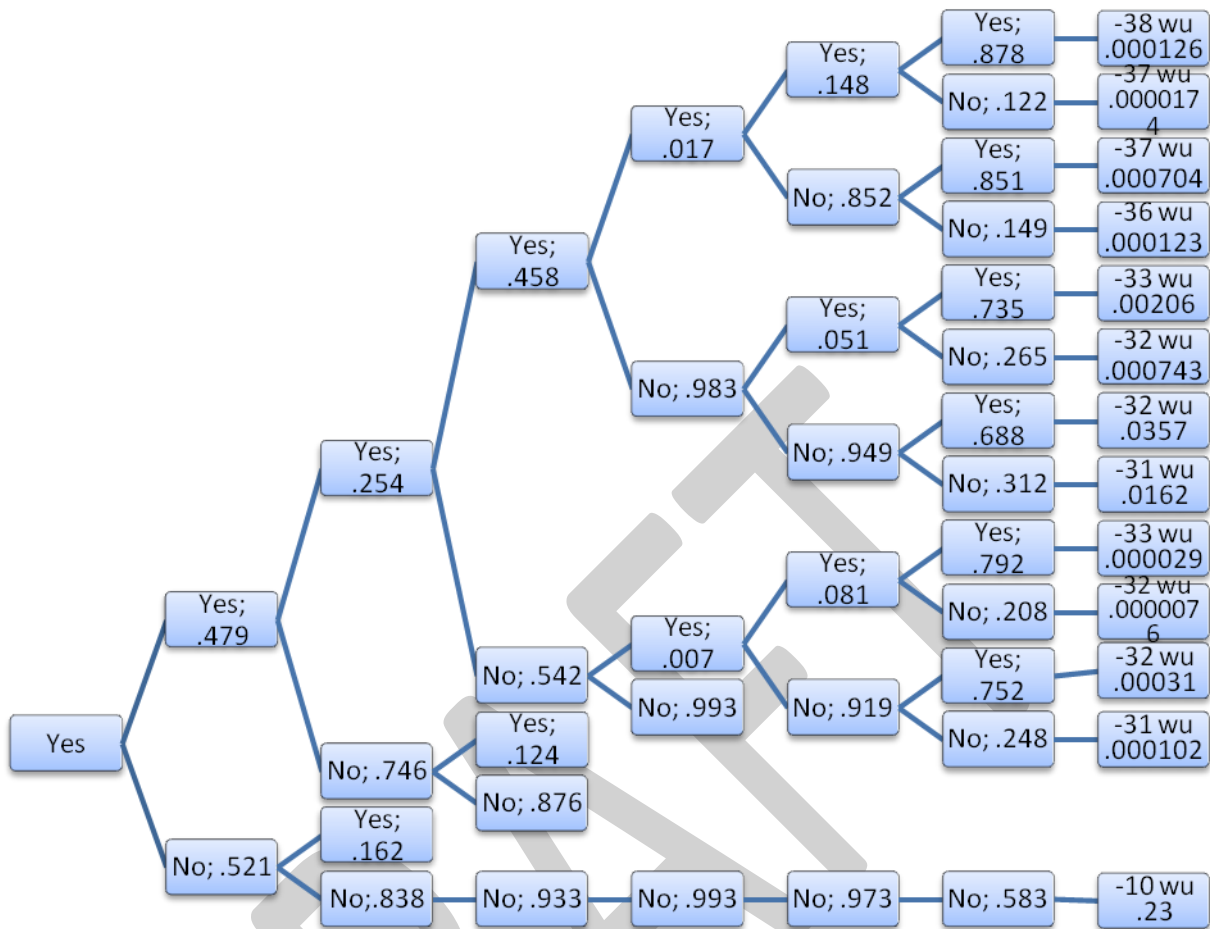 Yes;
.878
-38 wu
.000126
Yes;
.148
No; .122
-37 wu
.0000174
Yes;
.017
Yes;
.851
-37 wu
.000704
No; .852
No; .149
-36 wu
.000123
Yes;
.458
Yes;
.735
-33 wu
.00206
Yes;
.051
No; .265
-32 wu
.000743
No; .983
Yes;
.688
-32 wu
.0357
No; .949
No; .312
-31 wu
.0162
Yes;
.254
Yes;
.792
-33 wu
.000029
Yes;
.081
No; .208
-32 wu
.0000076
Yes;
.479
Yes;
.007
No; .542
No; .993
Yes;
.752
-32 wu
.00031
No; .919
No; .248
-31 wu
.000102
Yes
No; .746
Yes;
.124
No; .876
No; .521
Yes;
.162
No;.838
No; .933
No; .993
No; .973
No; .583
-10 wu
.23
DRAFT